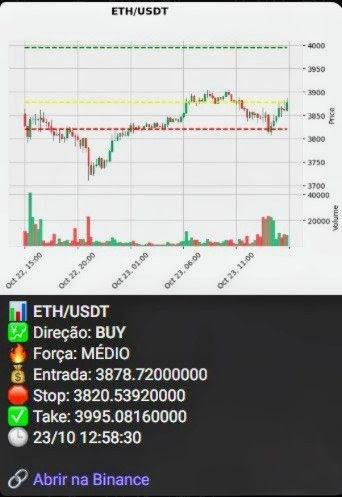 ETH/USDT
4000
3950
3900
3850
3800
3750
3700
Price
40000
20000
Volume
Oct 22, 15:00
Oct 22, 20:00
Oct 23, 01:00
Oct 23, 06:00
Oct 23, 11:00
📊 ETH/USDT
💹 Direção: BUY
🔥 Força: MÉDIO
💰 Entrada: 3878.72000000
🛑 Stop: 3820.53920000
✅ Take: 3995.08160000
🕒 23/10 12:58:30
🔗 Abrir na Binance